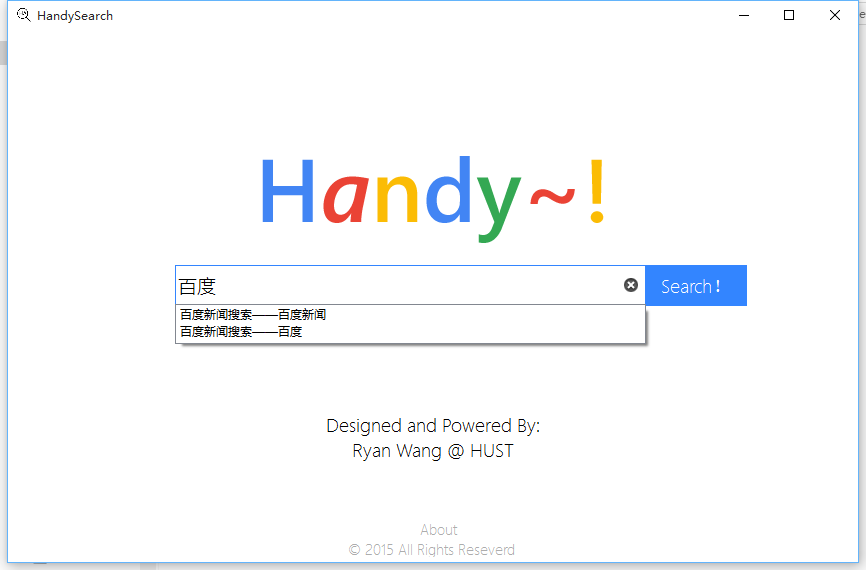 HandySearch
Handy~!
百度
Search！
百度新闻搜索——百度新闻
百度新闻搜索——百度
Designed and Powered By:
Ryan Wang @ HUST
About
© 2015 All Rights Reseverd